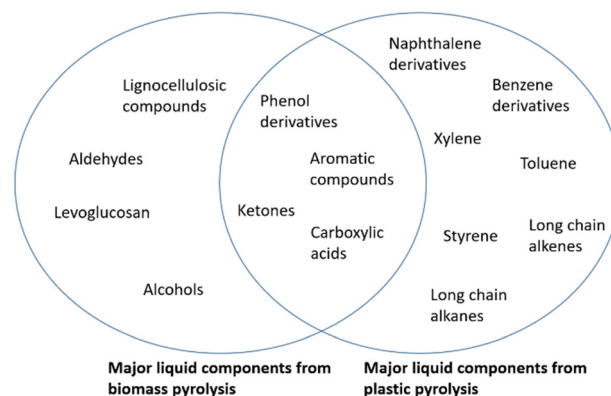 Lignocellulosic
compounds
Aldehydes
Levoglucosan
Alcohols
Phenol
derivatives
Aromatic
compounds
Ketones
Carboxylic
acids
Naphthalene
derivatives
Benzene
derivatives
Xylene
Toluene
Styrene
Long chain
alkenes
Long chain
alkanes
Major liquid components from
biomass pyrolysis
Major liquid components from
plastic pyrolysis